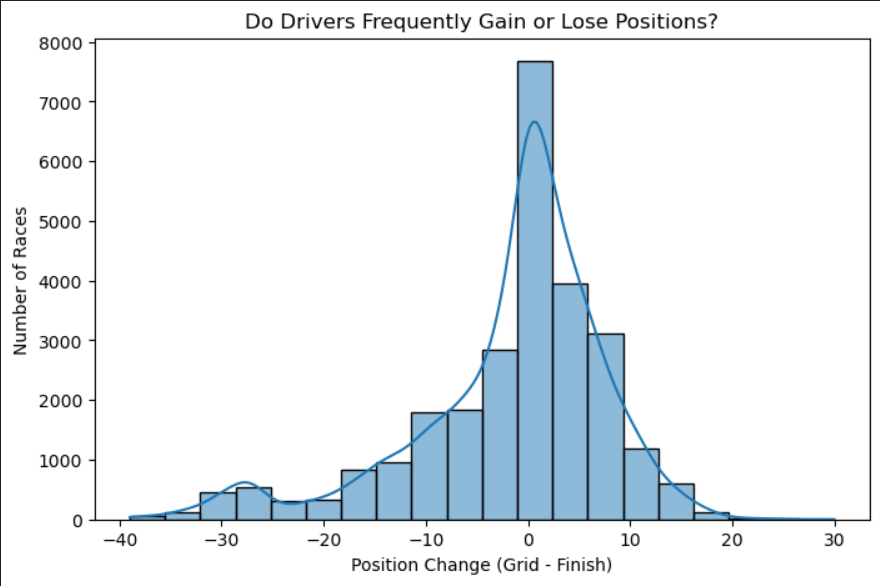 Do Drivers Frequently Gain or Lose Positions?
8000
7000
6000
5000
4000
3000
2000
1000
0
Number of Races
−40 −30 −20 −10 0 10 20 30
Position Change (Grid - Finish)